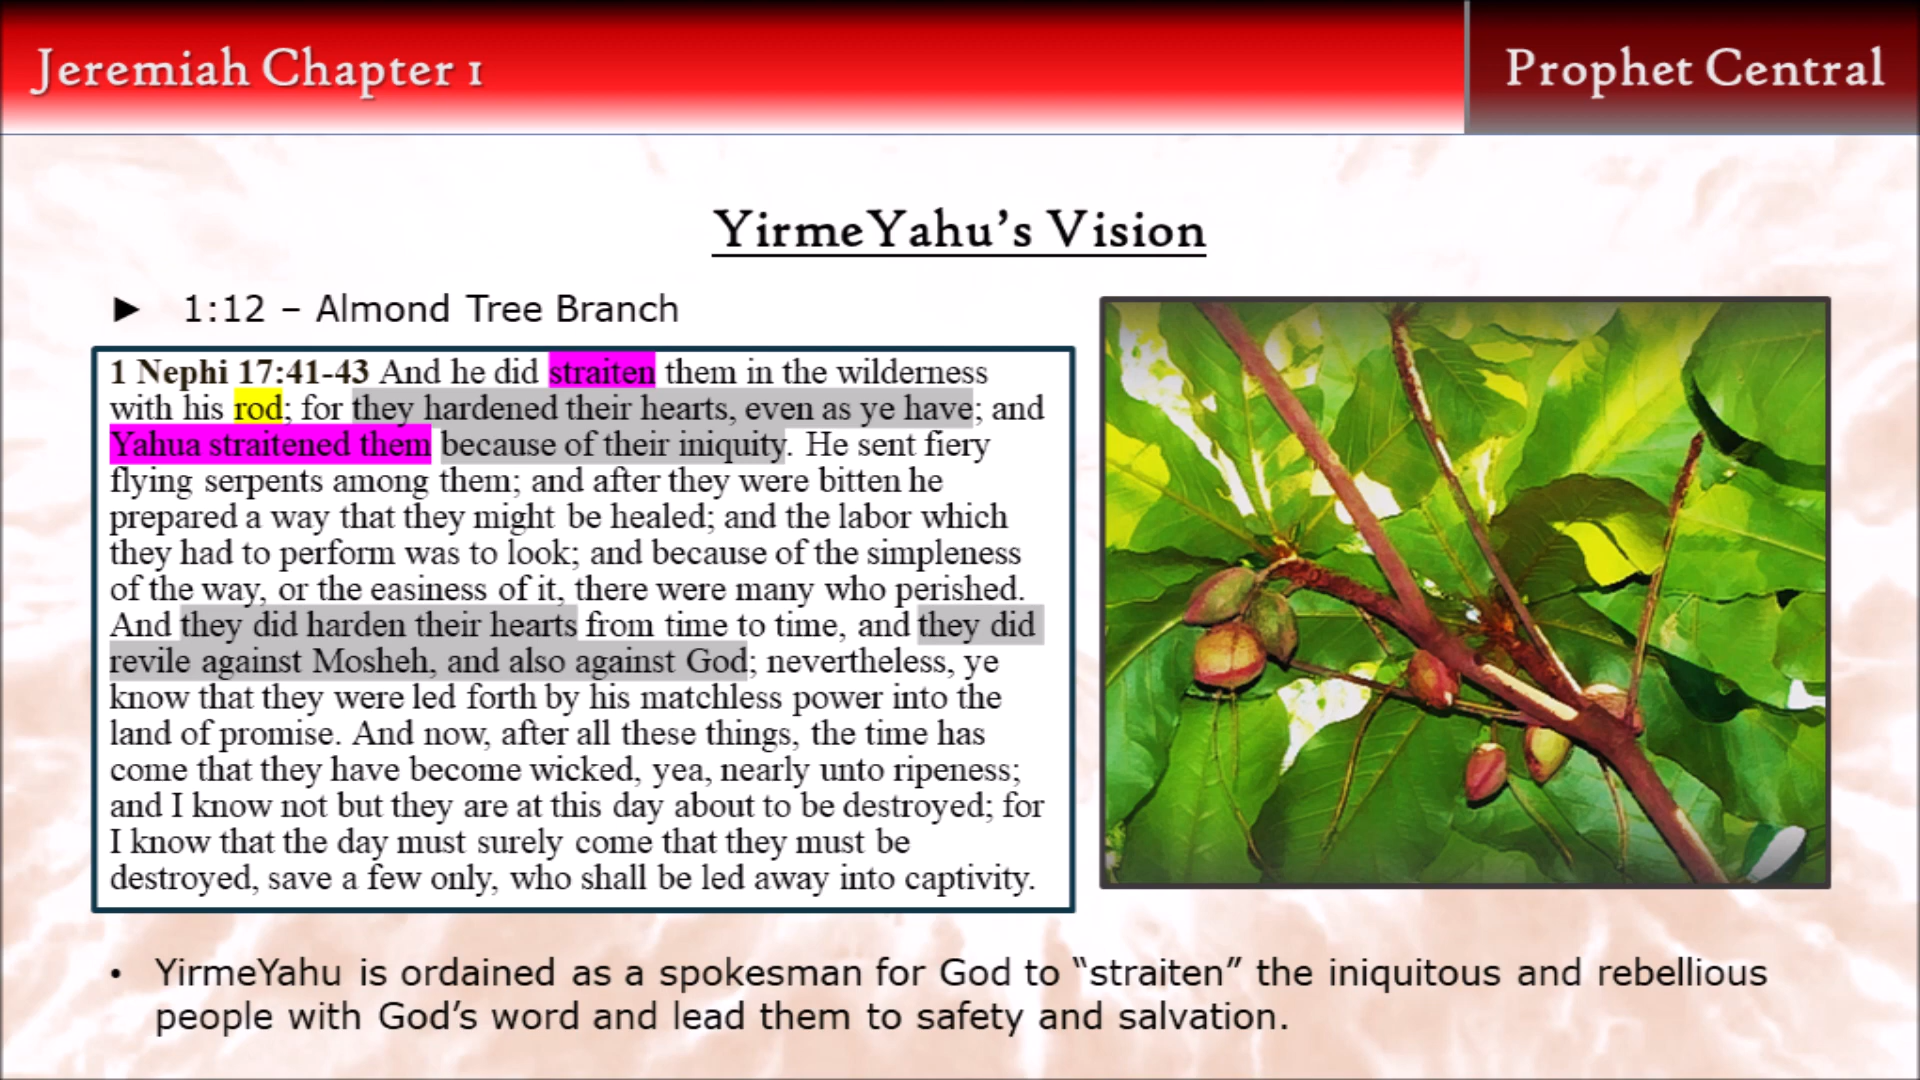 Jeremiah Chapter 1
Prophet Central
YirmeYahu’s Vision
► 1:12 – Almond Tree Branch
1 Nephi 17:41-43 And he did straiten them in the wilderness
with his rod; for they hardened their hearts, even as ye have; and
Yahua straitened them because of their iniquity. He sent fiery
flying serpents among them; and after they were bitten he
prepared a way that they might be healed; and the labor which
they had to perform was to look; and because of the simpleness
of the way, or the easiness of it, there were many who perished.
And they did harden their hearts from time to time, and they did
revile against Mosheh, and also against God; nevertheless, ye
know that they were led forth by his matchless power into the
land of promise. And now, after all these things, the time has
come that they have become wicked, yea, nearly unto ripeness;
and I know not but they are at this day about to be destroyed; for
I know that the day must surely come that they must be
destroyed, save a few only, who shall be led away into captivity.
• YirmeYahu is ordained as a spokesman for God to “straiten” the iniquitous and rebellious
people with God’s word and lead them to safety and salvation.